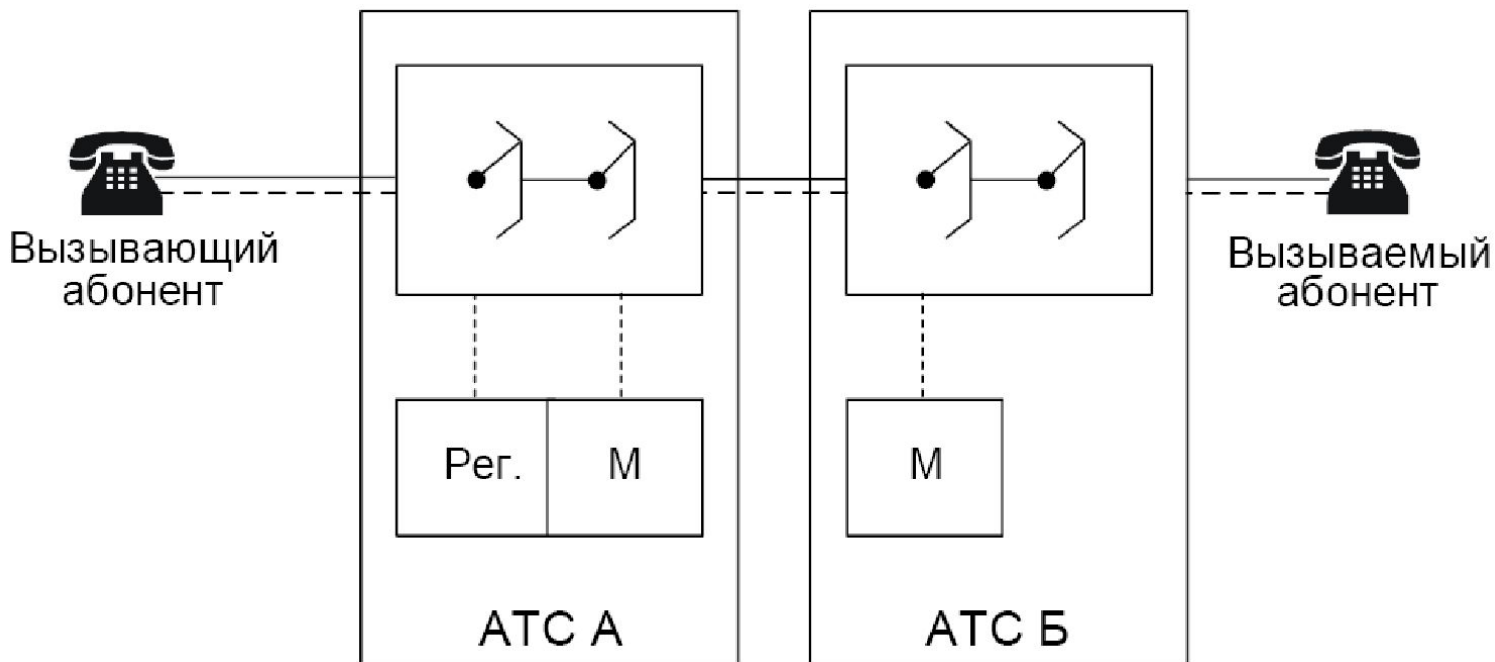 Вызывающий
абонент
Вызываемый
абонент
Рег.
М
М
АТС А
АТС Б